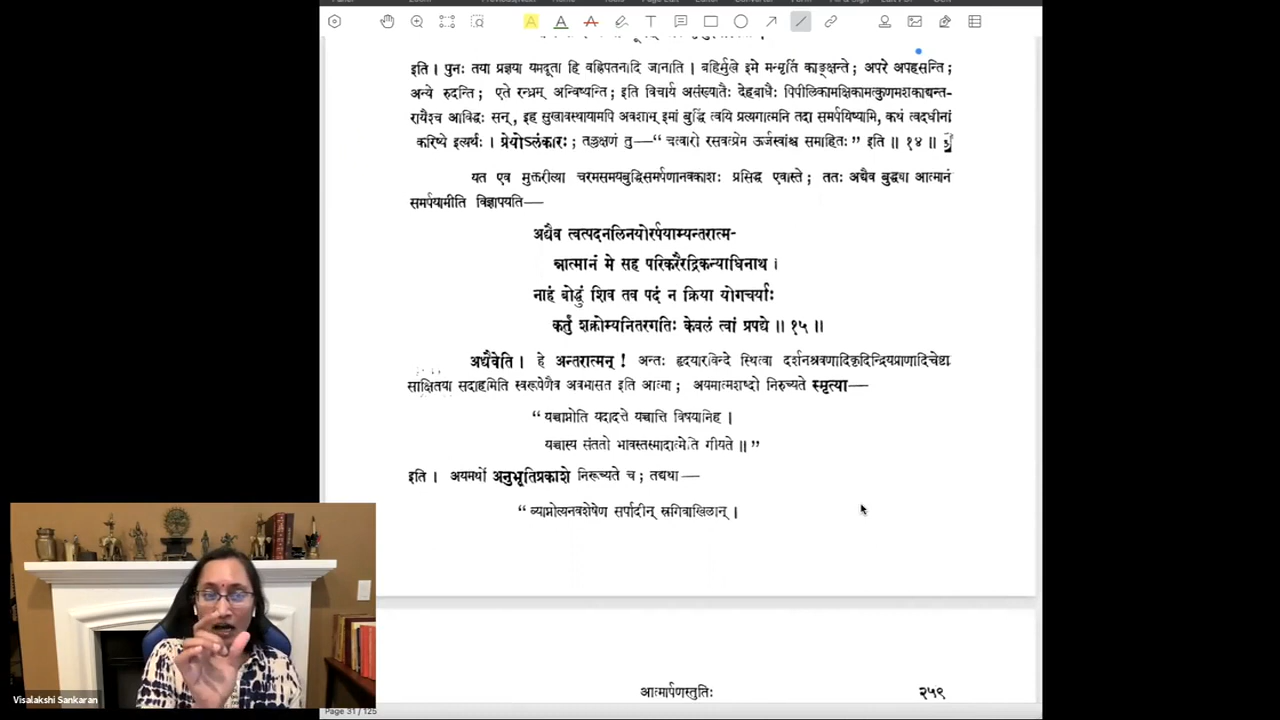 इति । पुनः तया प्रज्ञया यमदूता हि वह्निपतनादि जानाति । बहिर्मुखे इमे मन्मृतिं काङ्क्षन्ते ; अपरे अपहसन्ति ;
अन्ये रुदन्ति ; एते रन्ध्रम् अन्विष्यन्ति ; इति विचार्य असंख्यातैः देहबाधैः पिपीलिकामक्षिकामत्कुणमशकाद्यन्त-
रायैश्च आविद्धः सन् , इह सुखावस्थायामपि अवशाम् इमां बुद्धिं त्वयि प्रत्यगात्मनि तदा समर्पयिष्यामि, कथं त्वदधीनां
करिष्ये इत्यर्थः । प्रेयोऽलंकारः ; तल्लक्षणं तु—“ चत्वारो रसवत्प्रेम ऊर्जस्वांश्च समाहितः” इति ॥ १४ ॥
यत एव मुक्तरीत्या चरमसमयबुद्धिसमर्पणानवकाशः प्रसिद्ध एवास्ते ; ततः अद्यैव बुद्ध्या आत्मानं
समर्पयामीति विज्ञापयति—
अद्यैव त्वत्पदनलिनयोरर्पयाम्यन्तरात्म-
न्नात्मानं मे सह परिकरैरद्रिकन्याधिनाथ ।
नाहं बोद्धुं शिव तव पदं न क्रिया योगचर्याः
कर्तुं शक्नोम्यनितरगतिः केवलं त्वां प्रपद्ये ॥ १५ ॥
अद्यैवेति । हे अन्तरात्मन् ! अन्तः हृदयारविन्दे स्थित्वा दर्शनश्रवणादिकृदिन्द्रियप्राणादिचेष्टा
साक्षितया सदाहमिति स्वरूपेणैव अवभासत इति आत्मा ; अयमात्मशब्दो निरुच्यते स्मृत्या—
“ यच्चाप्नोति यदादत्ते यच्चात्ति विषयानिह ।
यच्चास्य संततो भावस्तस्मादात्मेति गीयते ॥ ”
इति । अयमर्थो अनुभूतिप्रकाशे निरूच्यते च ; तद्यथा—
“ व्याप्नोत्यनवशेषेण सर्पादीन् स्रगिवाखिलान् ।
आत्मार्पणस्तुतिः २५९
Page 31 / 125
Visalakshi Sankaran